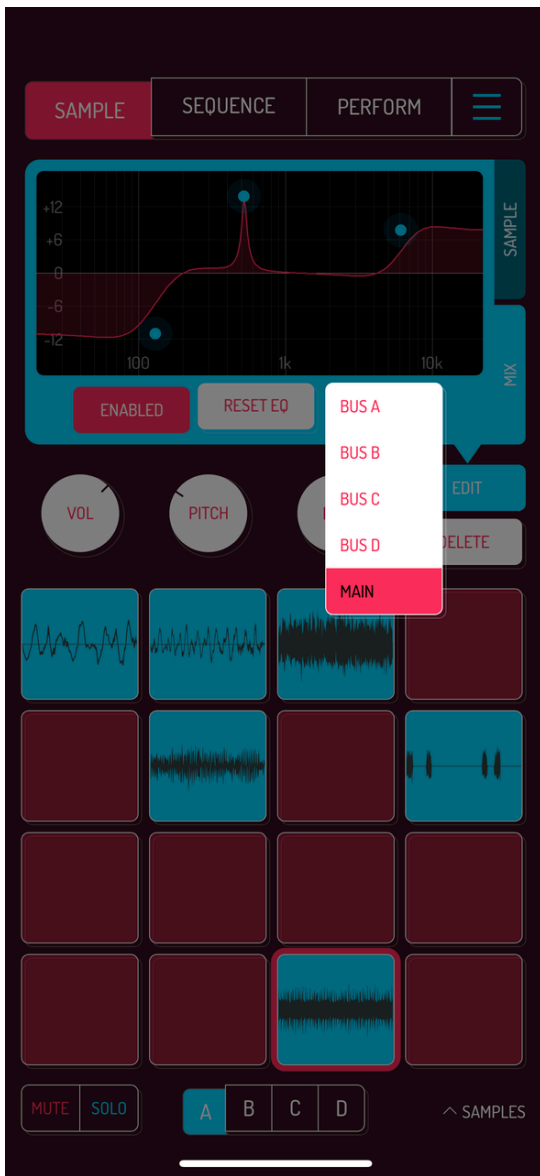 SAMPLE SEQUENCE PERFORM
+12
+6
0
-6
-12
100 1k 10k
SAMPLE
MIX
ENABLED RESET EQ
BUS A
BUS B
BUS C
BUS D
MAIN
VOL PITCH
EDIT
MUTE SOLO A B C D SAMPLES